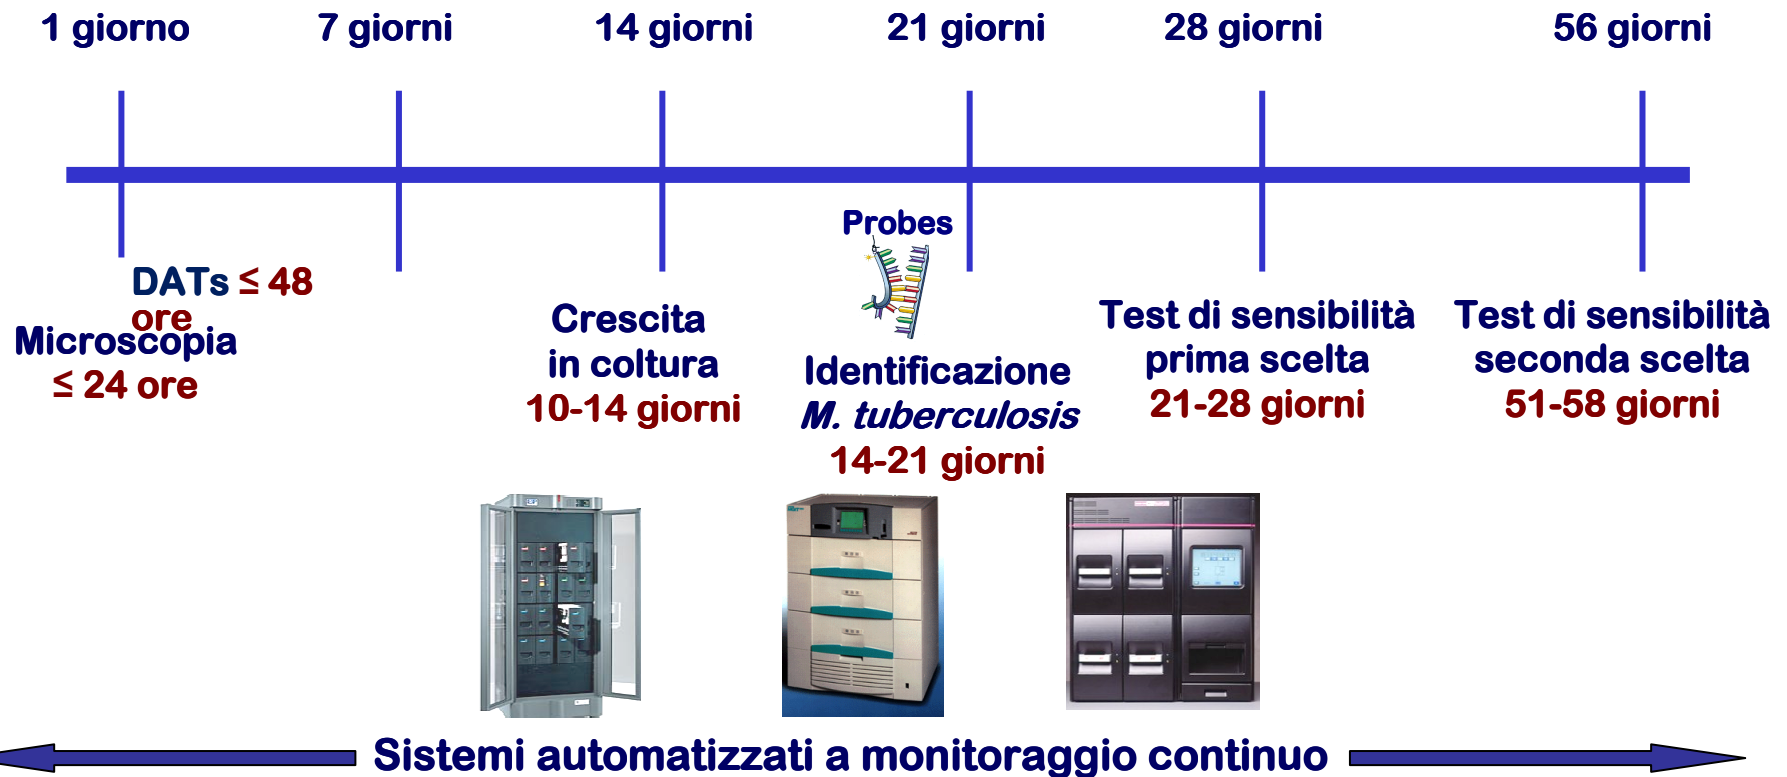 1 giorno
7 giorni
14 giorni
21 giorni
28 giorni
56 giorni
DATs ≤ 48
ore
Microscopia
≤ 24 ore
Crescita
in coltura
10-14 giorni
Probes
Identificazione
M. tuberculosis
14-21 giorni
Test di sensibilità
prima scelta
21-28 giorni
Test di sensibilità
seconda scelta
51-58 giorni
Sistemi automatizzati a monitoraggio continuo